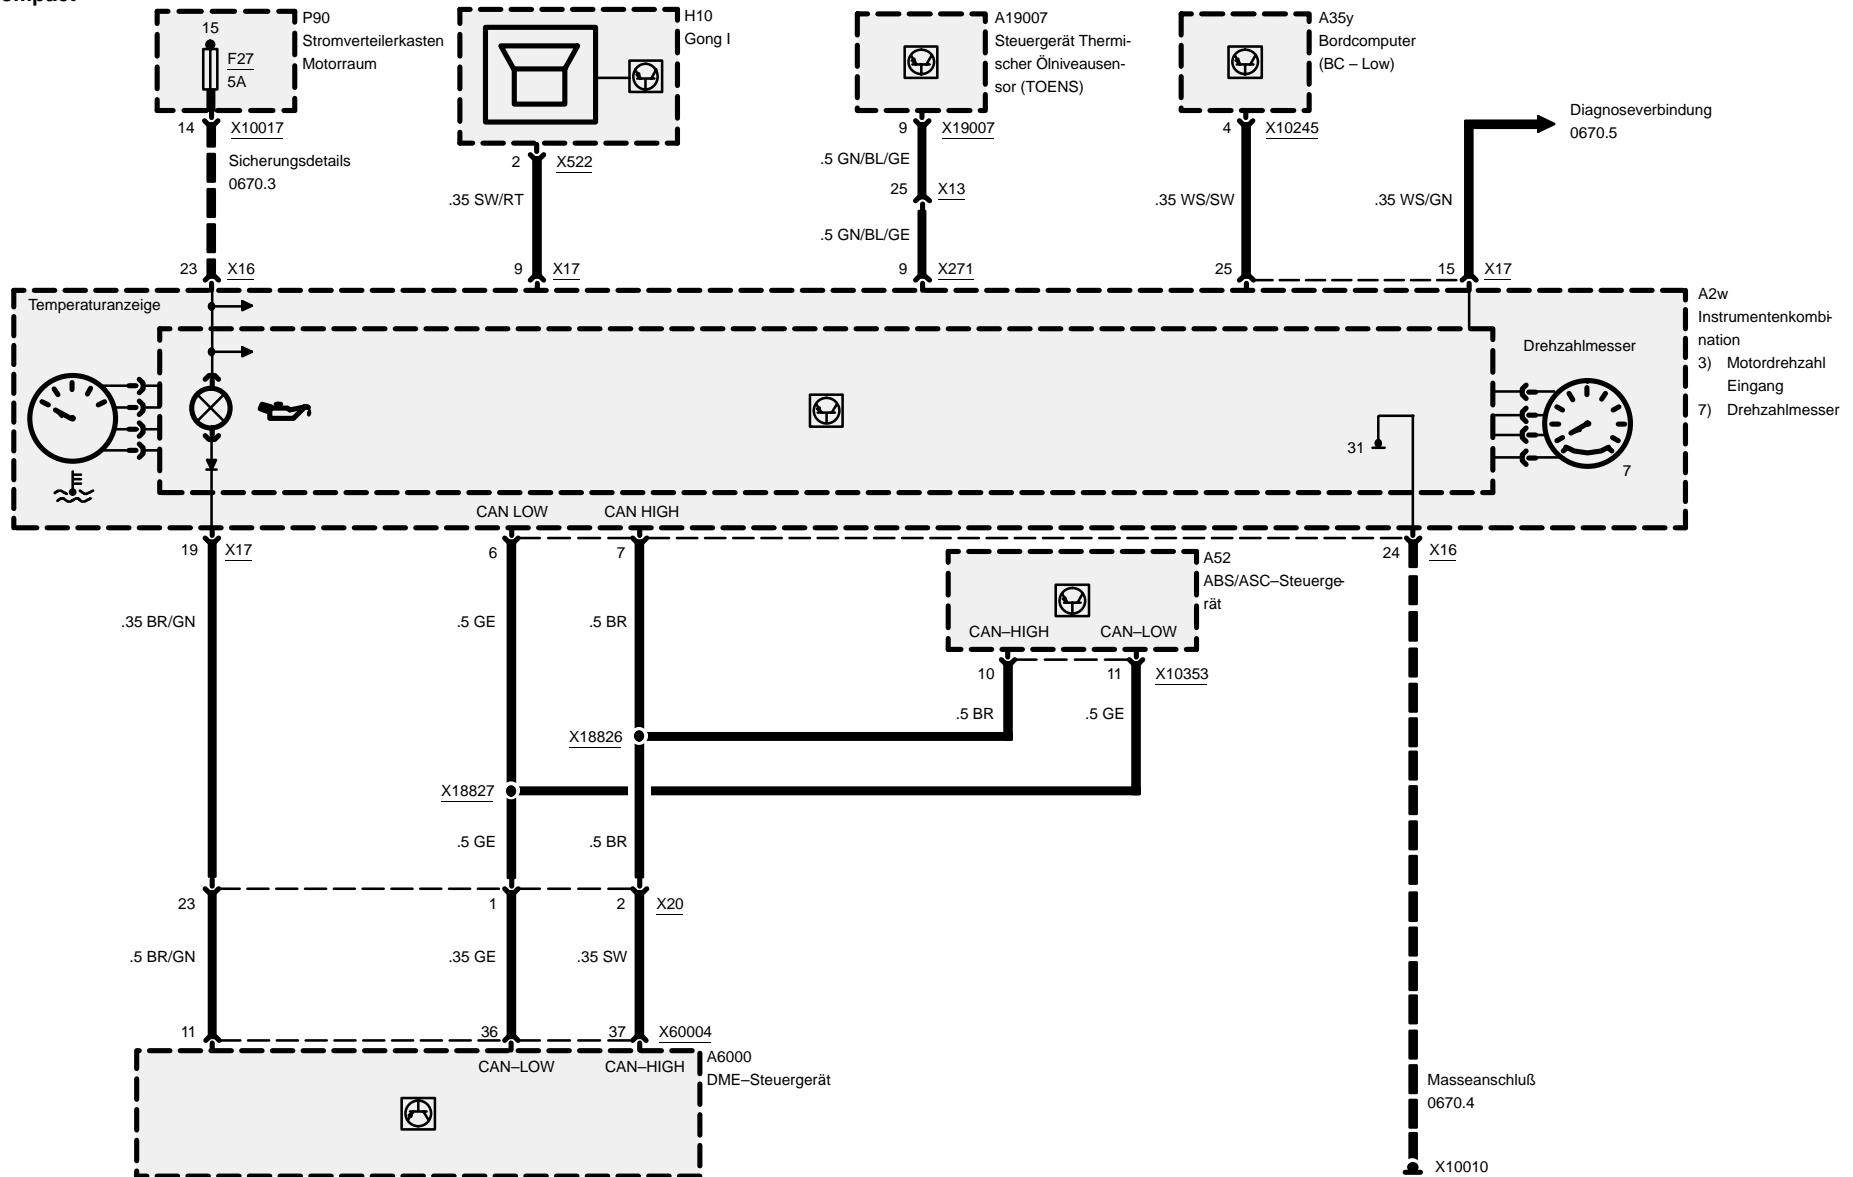 15
F27
5A
P90
Stromverteilerkasten
Motorraum
14
X10017
Sicherungsdetails
0670.3
23
X16
H10
Gong I
2
X522
.35 SW/RT
9
X17
A19007
Steuergerät Thermi-
scher Ölniveausen-
sor (TOENS)
9
X19007
.5 GN/BL/GE
25
X13
.5 GN/BL/GE
9
X271
A35y
Bordcomputer
(BC – Low)
4
X10245
.35 WS/SW
25
Diagnoseverbindung
0670.5
.35 WS/GN
15
X17
Temperaturanzeige
Drehzahlmesser
31
7
A2w
Instrumentenkombi-
nation
3) Motordrehzahl
Eingang
7) Drehzahlmesser
CAN LOW
CAN HIGH
19
X17
6
7
24
X16
.35 BR/GN
.5 GE
.5 BR
A52
ABS/ASC–Steuerge-
rät
CAN–HIGH
CAN–LOW
10
11
X10353
.5 BR
.5 GE
X18826
X18827
.5 GE
.5 BR
23
1
2
X20
.5 BR/GN
.35 GE
.35 SW
11
36
37
X60004
CAN–LOW
CAN–HIGH
A6000
DME–Steuergerät
Masseanschluß
0670.4
X10010